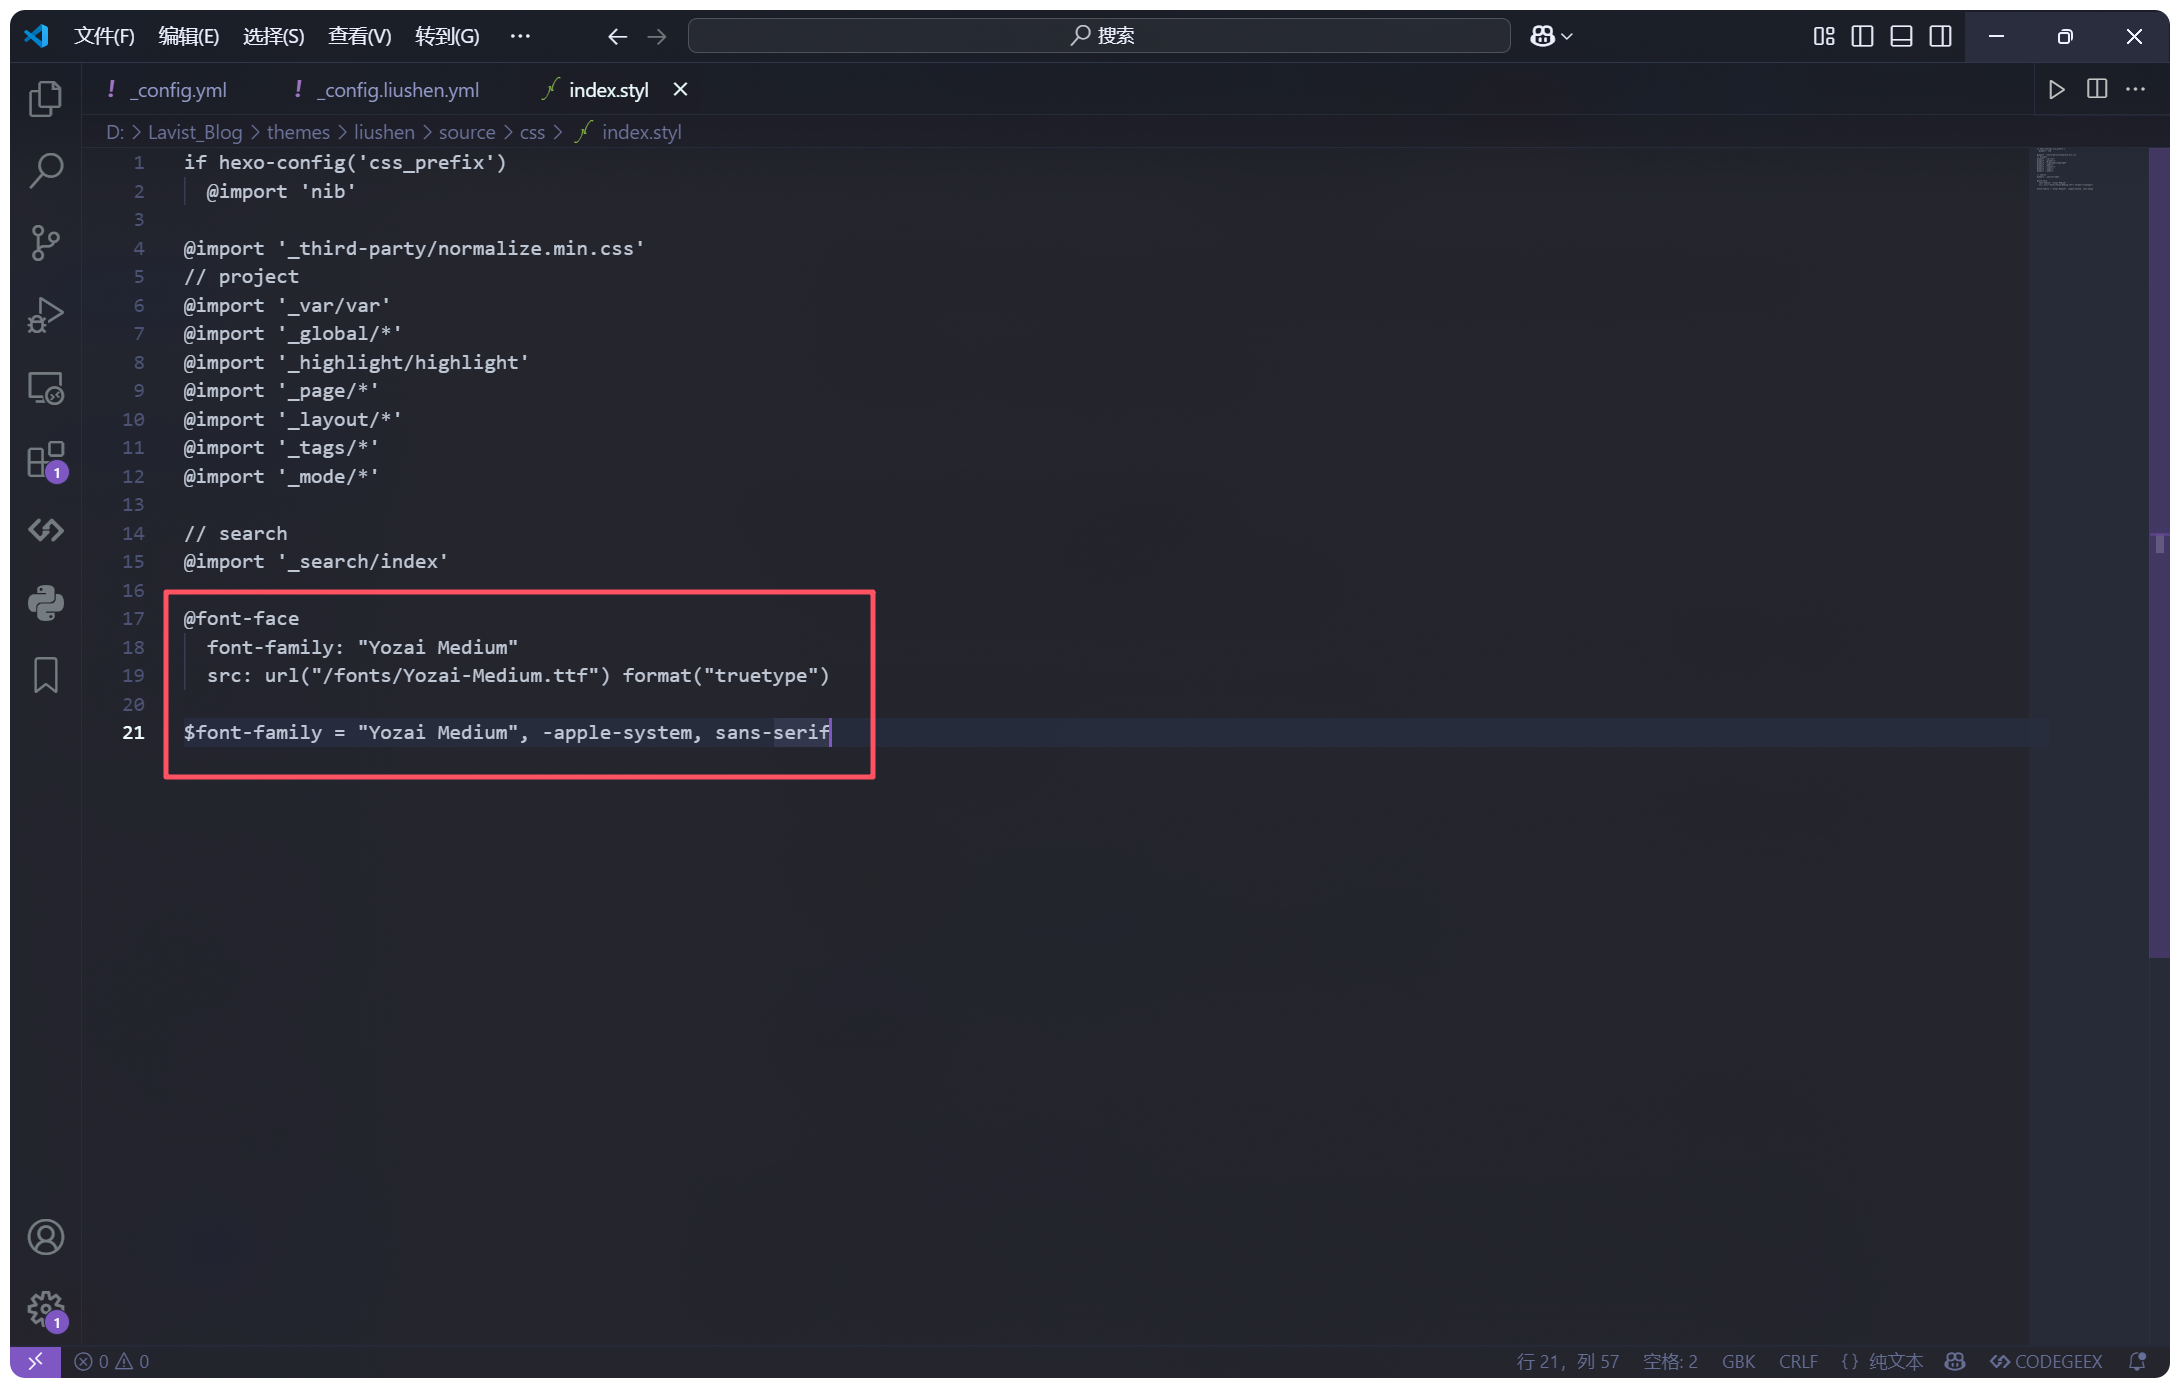 文件(F) 编辑(E) 选择(S) 查看(V) 转到(G) ··· 搜索
! _config.yml ! _config.liushen.yml index.styl
D: > Lavist_Blog > themes > liushen > source > css > index.styl
1 if hexo-config('css_prefix')
2 @import 'nib'
3
4 @import '_third-party/normalize.min.css'
5 // project
6 @import '_var/var'
7 @import '_global/*'
8 @import '_highlight/highlight'
9 @import '_page/*'
10 @import '_layout/*'
11 @import '_tags/*'
12 @import '_mode/*'
13
14 // search
15 @import '_search/index'
16
17 @font-face
18 font-family: "Yozai Medium"
19 src: url("/fonts/Yozai-Medium.ttf") format("truetype")
20
21 $font-family = "Yozai Medium", -apple-system, sans-serif
1
1
0 0 行 21，列 57 空格: 2 GBK CRLF {} 纯文本 CODEGEEX